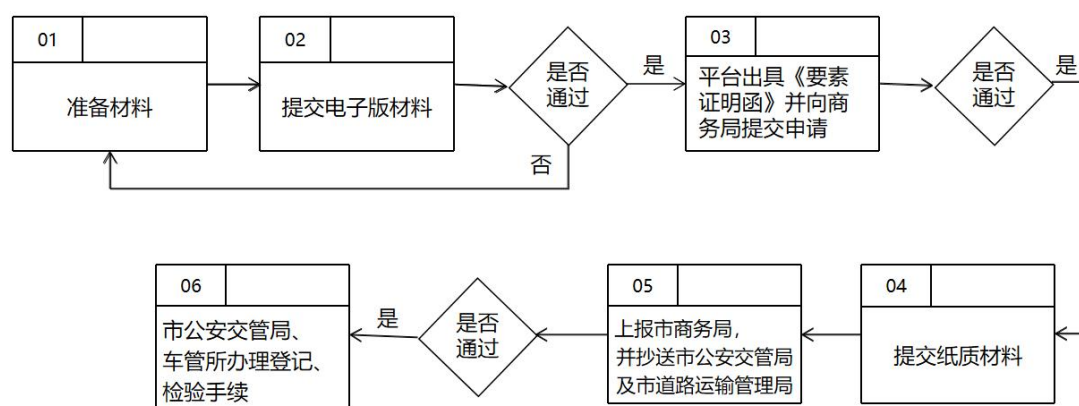 01
准备材料
02
提交电子版材料
是否
通过
是
否
03
平台出具《要素
证明函》并向商
务局提交申请
是否
通过
是
04
提交纸质材料
05
上报市商务局，
并抄送市公安交管局
及市道路运输管理局
是否
通过
是
06
市公安交管局、
车管所办理登记、
检验手续